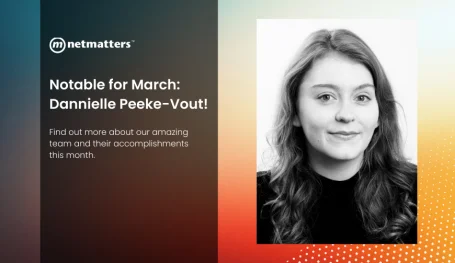 netmatters™
Notable for March:
Dannielle Peeke-Vout!
Find out more about our amazing
team and their accomplishments
this month.